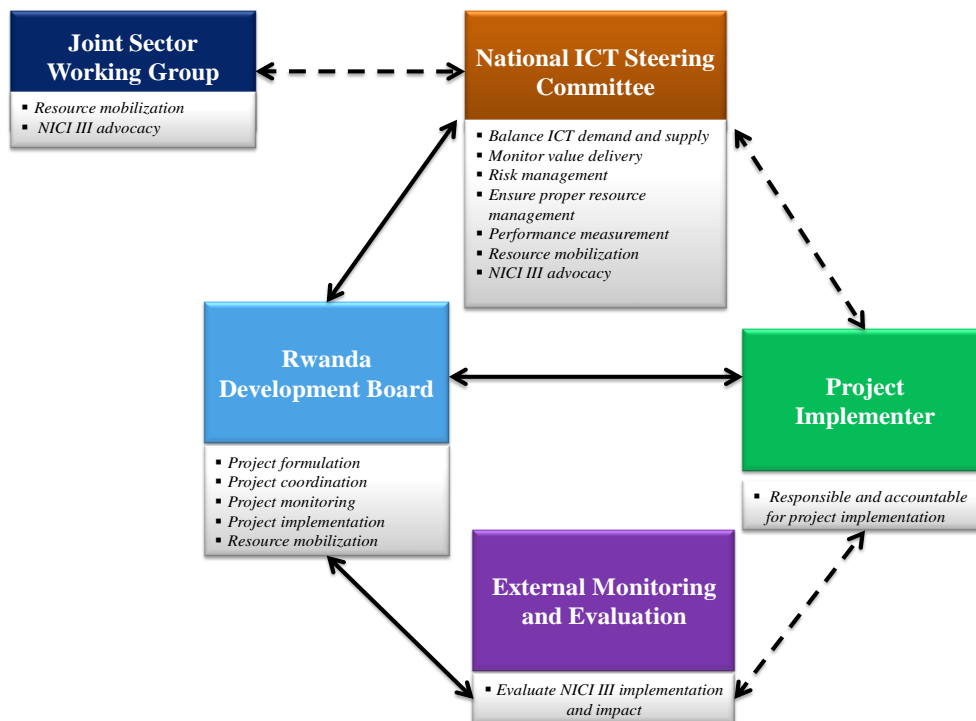 Joint Sector
Working Group
▪ Resource mobilization
▪ NICI III advocacy
National ICT Steering
Committee
▪ Balance ICT demand and supply
▪ Monitor value delivery
▪ Risk management
▪ Ensure proper resource
management
▪ Performance measurement
▪ Resource mobilization
▪ NICI III advocacy
Rwanda
Development Board
▪ Project formulation
▪ Project coordination
▪ Project monitoring
▪ Project implementation
▪ Resource mobilization
Project
Implementer
▪ Responsible and accountable
for project implementation
External Monitoring
and Evaluation
▪ Evaluate NICI III implementation
and impact